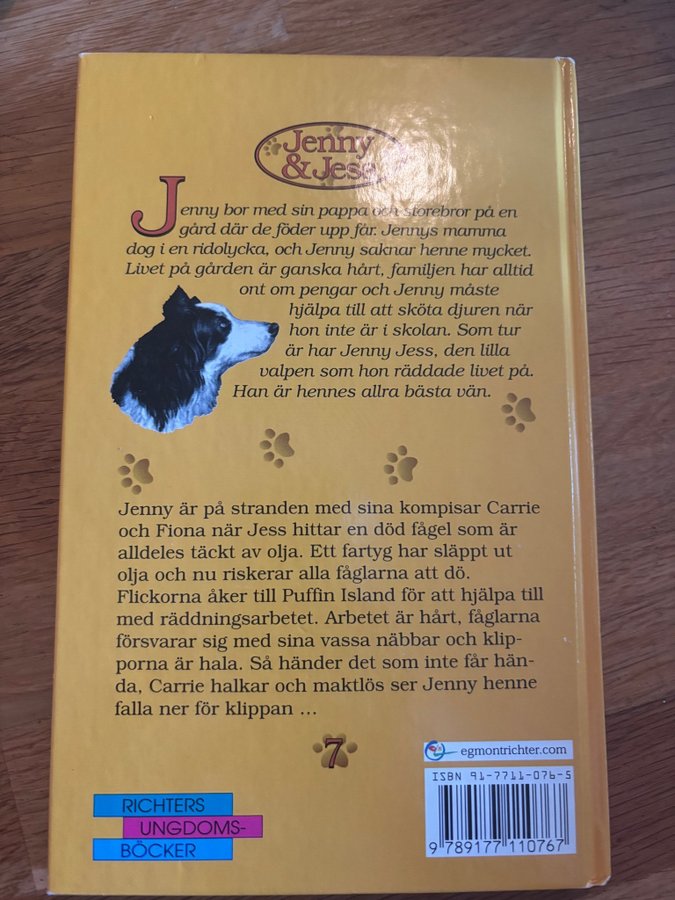 Jenny
& Jess
Jenny bor med sin pappa och storebror på en
gård där de föder upp får. Jennys mamma
dog i en ridolycka, och Jenny saknar henne mycket.
Livet på gården är ganska hårt, familjen har alltid
ont om pengar och Jenny måste
hjälpa till att sköta djuren när
hon inte är i skolan. Som tur
är har Jenny Jess, den lilla
valpen som hon räddade livet på.
Han är hennes allra bästa vän.
Jenny är på stranden med sina kompisar Carrie
och Fiona när Jess hittar en död fågel som är
alldeles täckt av olja. Ett fartyg har släppt ut
olja och nu riskerar alla fåglarna att dö.
Flickorna åker till Puffin Island för att hjälpa till
med räddningsarbetet. Arbetet är hårt, fåglarna
försvarar sig med sina vassa näbbar och klip-
porna är hala. Så händer det som inte får hän-
da, Carrie halkar och maktlös ser Jenny henne
falla ner för klippan ...
7
egmontrichter.com
ISBN 91-7711-076-5
9 789177 110767
RICHTERS
UNGDOMS-
BÖCKER